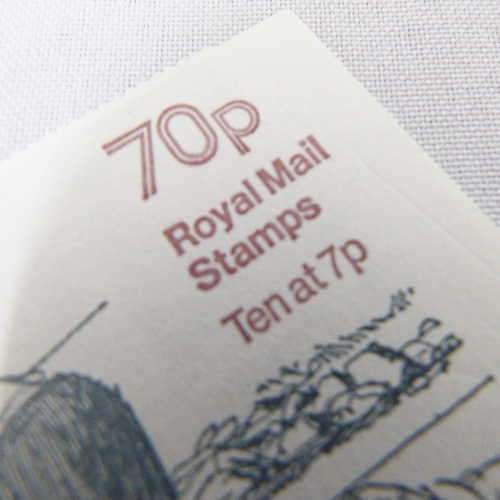 70p
Royal Mail
Stamps
Ten at 7p